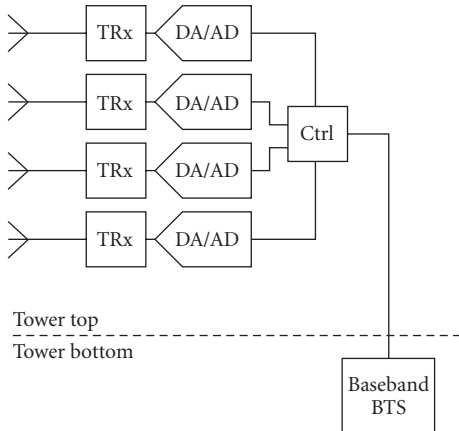 TRx DA/AD
TRx DA/AD
Ctrl
TRx DA/AD
TRx DA/AD
Tower top
Tower bottom
Baseband
BTS